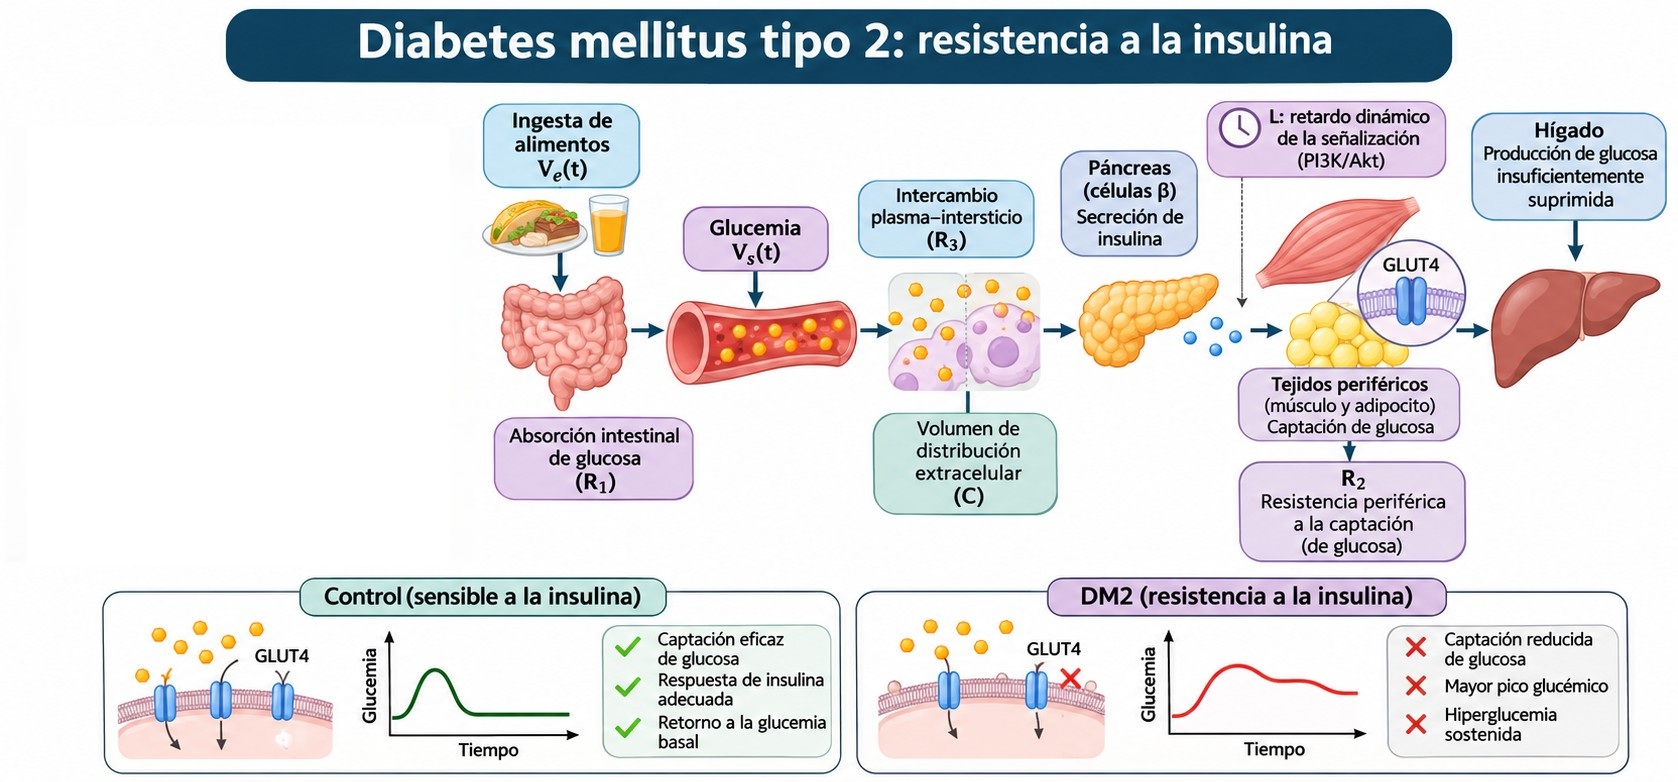 Diabetes mellitus tipo 2: resistencia a la insulina
Ingesta de
alimentos
Vₑ(t)
Glucemia
Vₛ(t)
Intercambio
plasma–intersticio
(R₃)
Páncreas
(células β)
Secreción de
insulina
L: retardo dinámico
de la señalización
(PI3K/Akt)
Hígado
Producción de glucosa
insuficientemente
suprimida
GLUT4
Absorción intestinal
de glucosa
(R₁)
Volumen de
distribución
extracelular
(C)
Tejidos periféricos
(músculo y adipocito)
Captación de glucosa
R₂
Resistencia periférica
a la captación
(de glucosa)
Control (sensible a la insulina)
GLUT4
Glucemia
Tiempo
Captación eficaz
de glucosa
Respuesta de insulina
adecuada
Retorno a la glucemia
basal
DM2 (resistencia a la insulina)
GLUT4
Glucemia
Tiempo
Captación reducida
de glucosa
Mayor pico glucémico
Hiperglucemia
sostenida